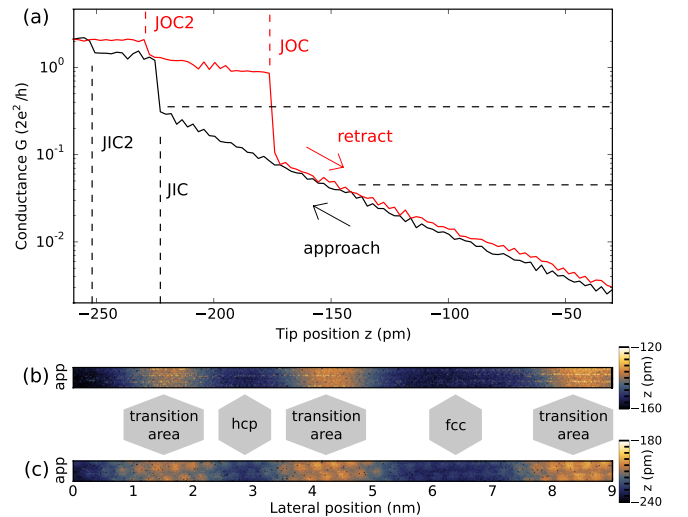 (a)
JOC2
JOC
Conductance G (2e²/h)
10⁰
10⁻¹
10⁻²
JIC2
JIC
retract
approach
−250
−200
−150
−100
−50
Tip position z (pm)
(b)
app
−120
−160
z (pm)
transition
area
hcp
transition
area
fcc
transition
area
(c)
app
−180
−240
z (pm)
0
1
2
3
4
5
6
7
8
9
Lateral position (nm)